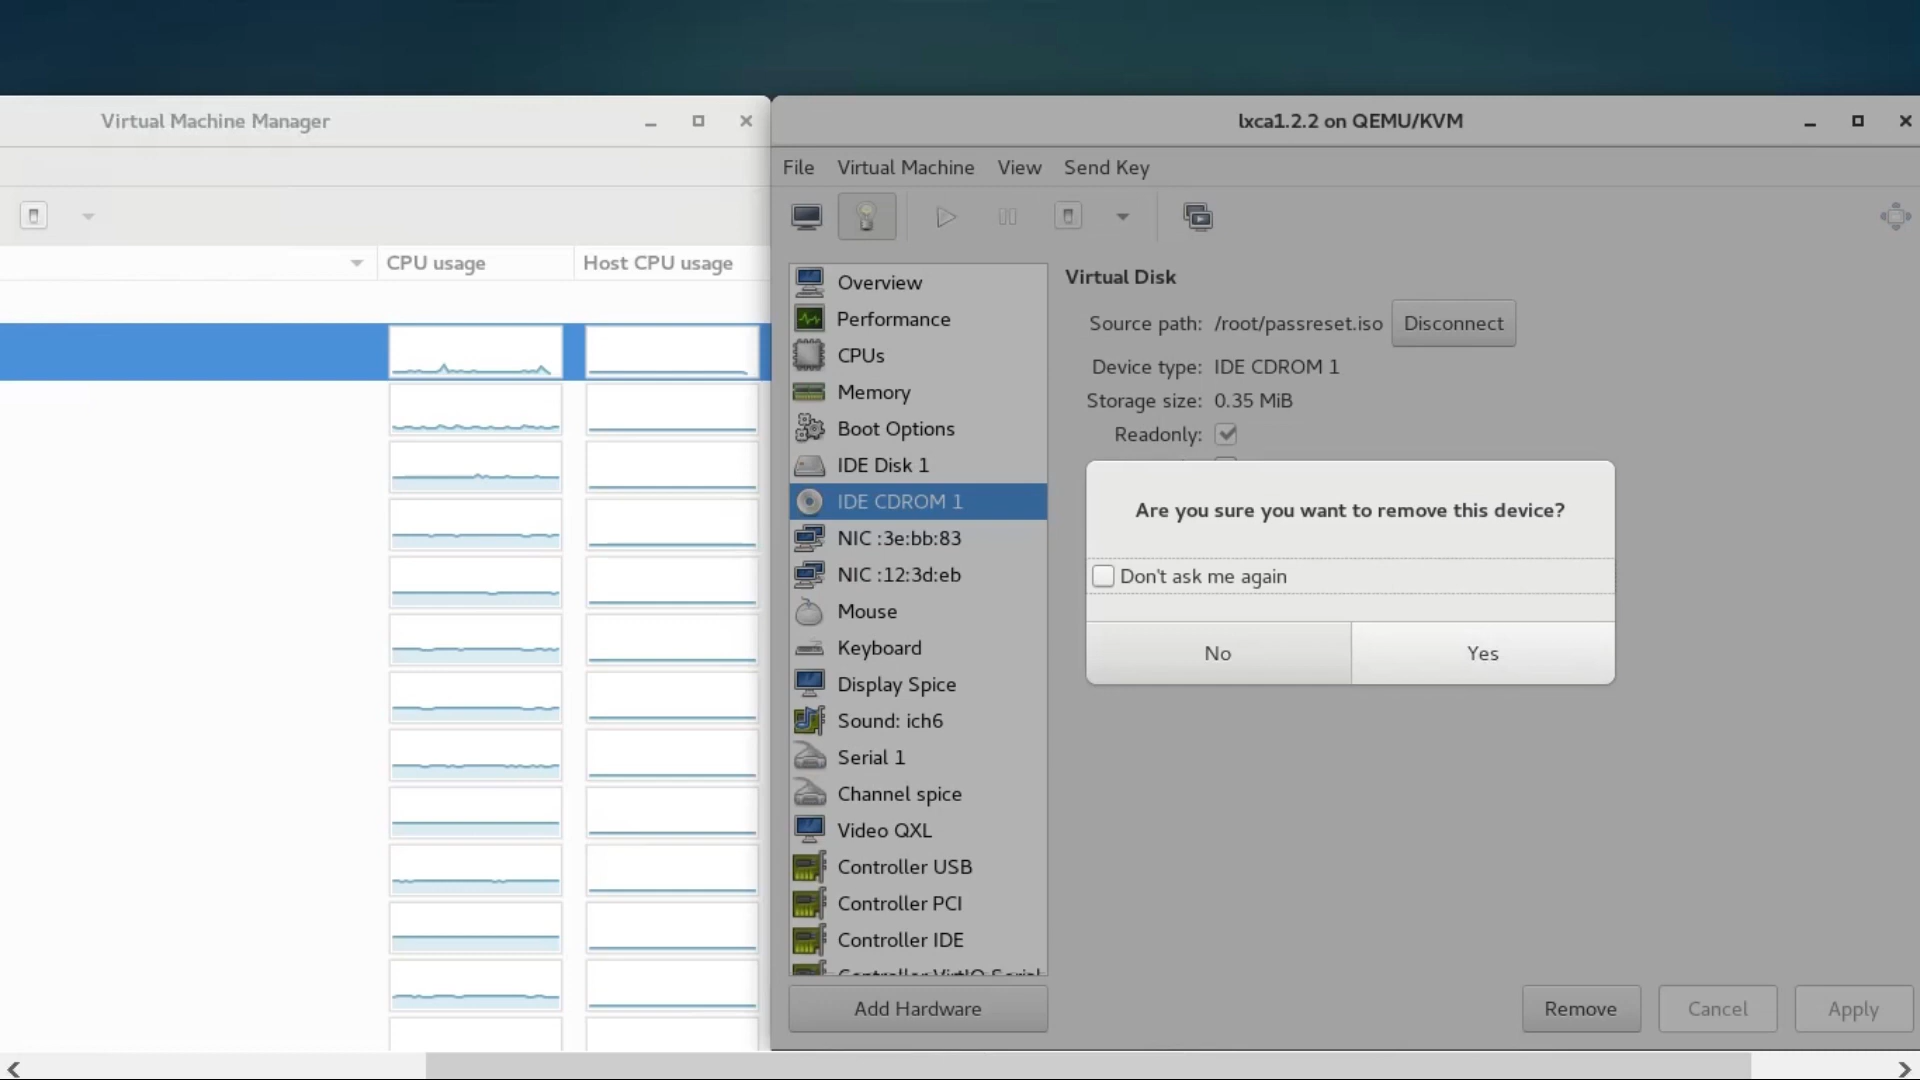 Virtual Machine Manager
CPU usage
Host CPU usage
lxca1.2.2 on QEMU/KVM
File
Virtual Machine
View
Send Key
Overview
Performance
CPUs
Memory
Boot Options
IDE Disk 1
IDE CDROM 1
NIC :3e:bb:83
NIC :12:3d:eb
Mouse
Keyboard
Display Spice
Sound: ich6
Serial 1
Channel spice
Video QXL
Controller USB
Controller PCI
Controller IDE
Controller VirtIO Serial
Add Hardware
Virtual Disk
Source path: /root/passreset.iso Disconnect
Device type: IDE CDROM 1
Storage size: 0.35 MiB
Readonly:
Are you sure you want to remove this device?
Don't ask me again
No
Yes
Remove
Cancel
Apply